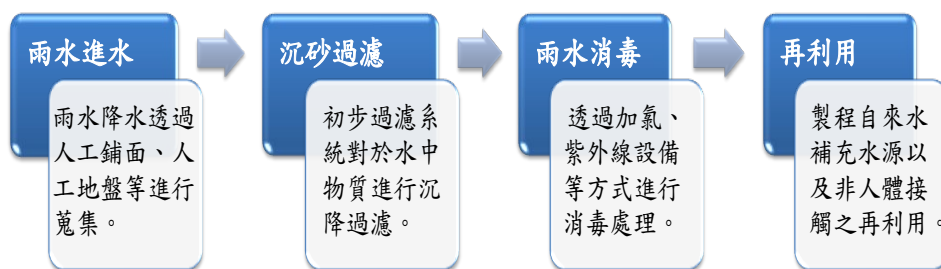 雨水進水
雨水降水透過
人工鋪面、人
工地盤等進行
蒐集。
沉砂過濾
初步過濾系
統對於水中
物質進行沉
降過濾。
雨水消毒
透過加氯、
紫外線設備
等方式進行
消毒處理。
再利用
製程自來水
補充水源以
及非人體接
觸之再利用。